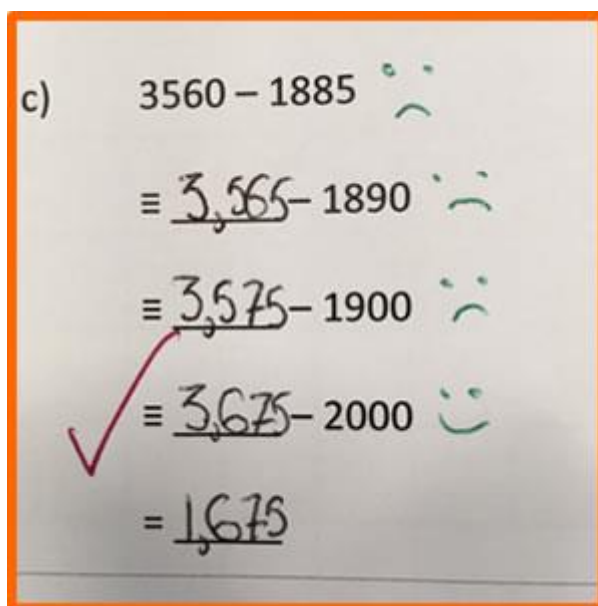 c) 3560 – 1885
≡ 3,565 – 1890
≡ 3,575 – 1900
≡ 3,675 – 2000
= 1,675